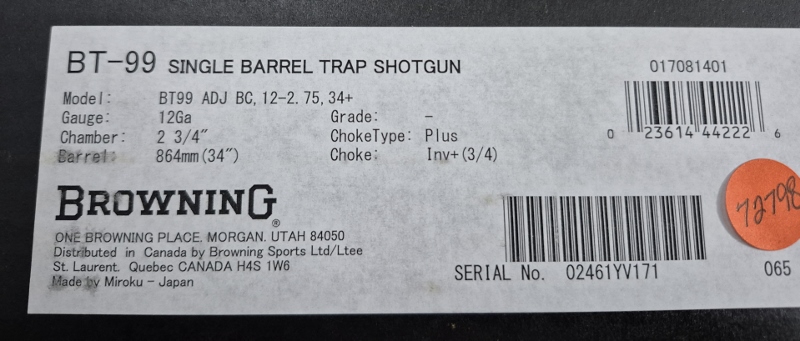 BT-99 SINGLE BARREL TRAP SHOTGUN
017081401
Model: BT99 ADJ BC, 12-2.75, 34+
Gauge: 12Ga Grade: -
Chamber: 2 3/4" ChokeType: Plus
Barrel: 864mm(34") Choke: Inv+(3/4)
0 23614 44222 6
72798
BROWNING®
ONE BROWNING PLACE. MORGAN. UTAH 84050
Distributed in Canada by Browning Sports Ltd/Ltee
St. Laurent. Quebec CANADA H4S 1W6
Made by Miroku - Japan
SERIAL No. 02461YV171
065